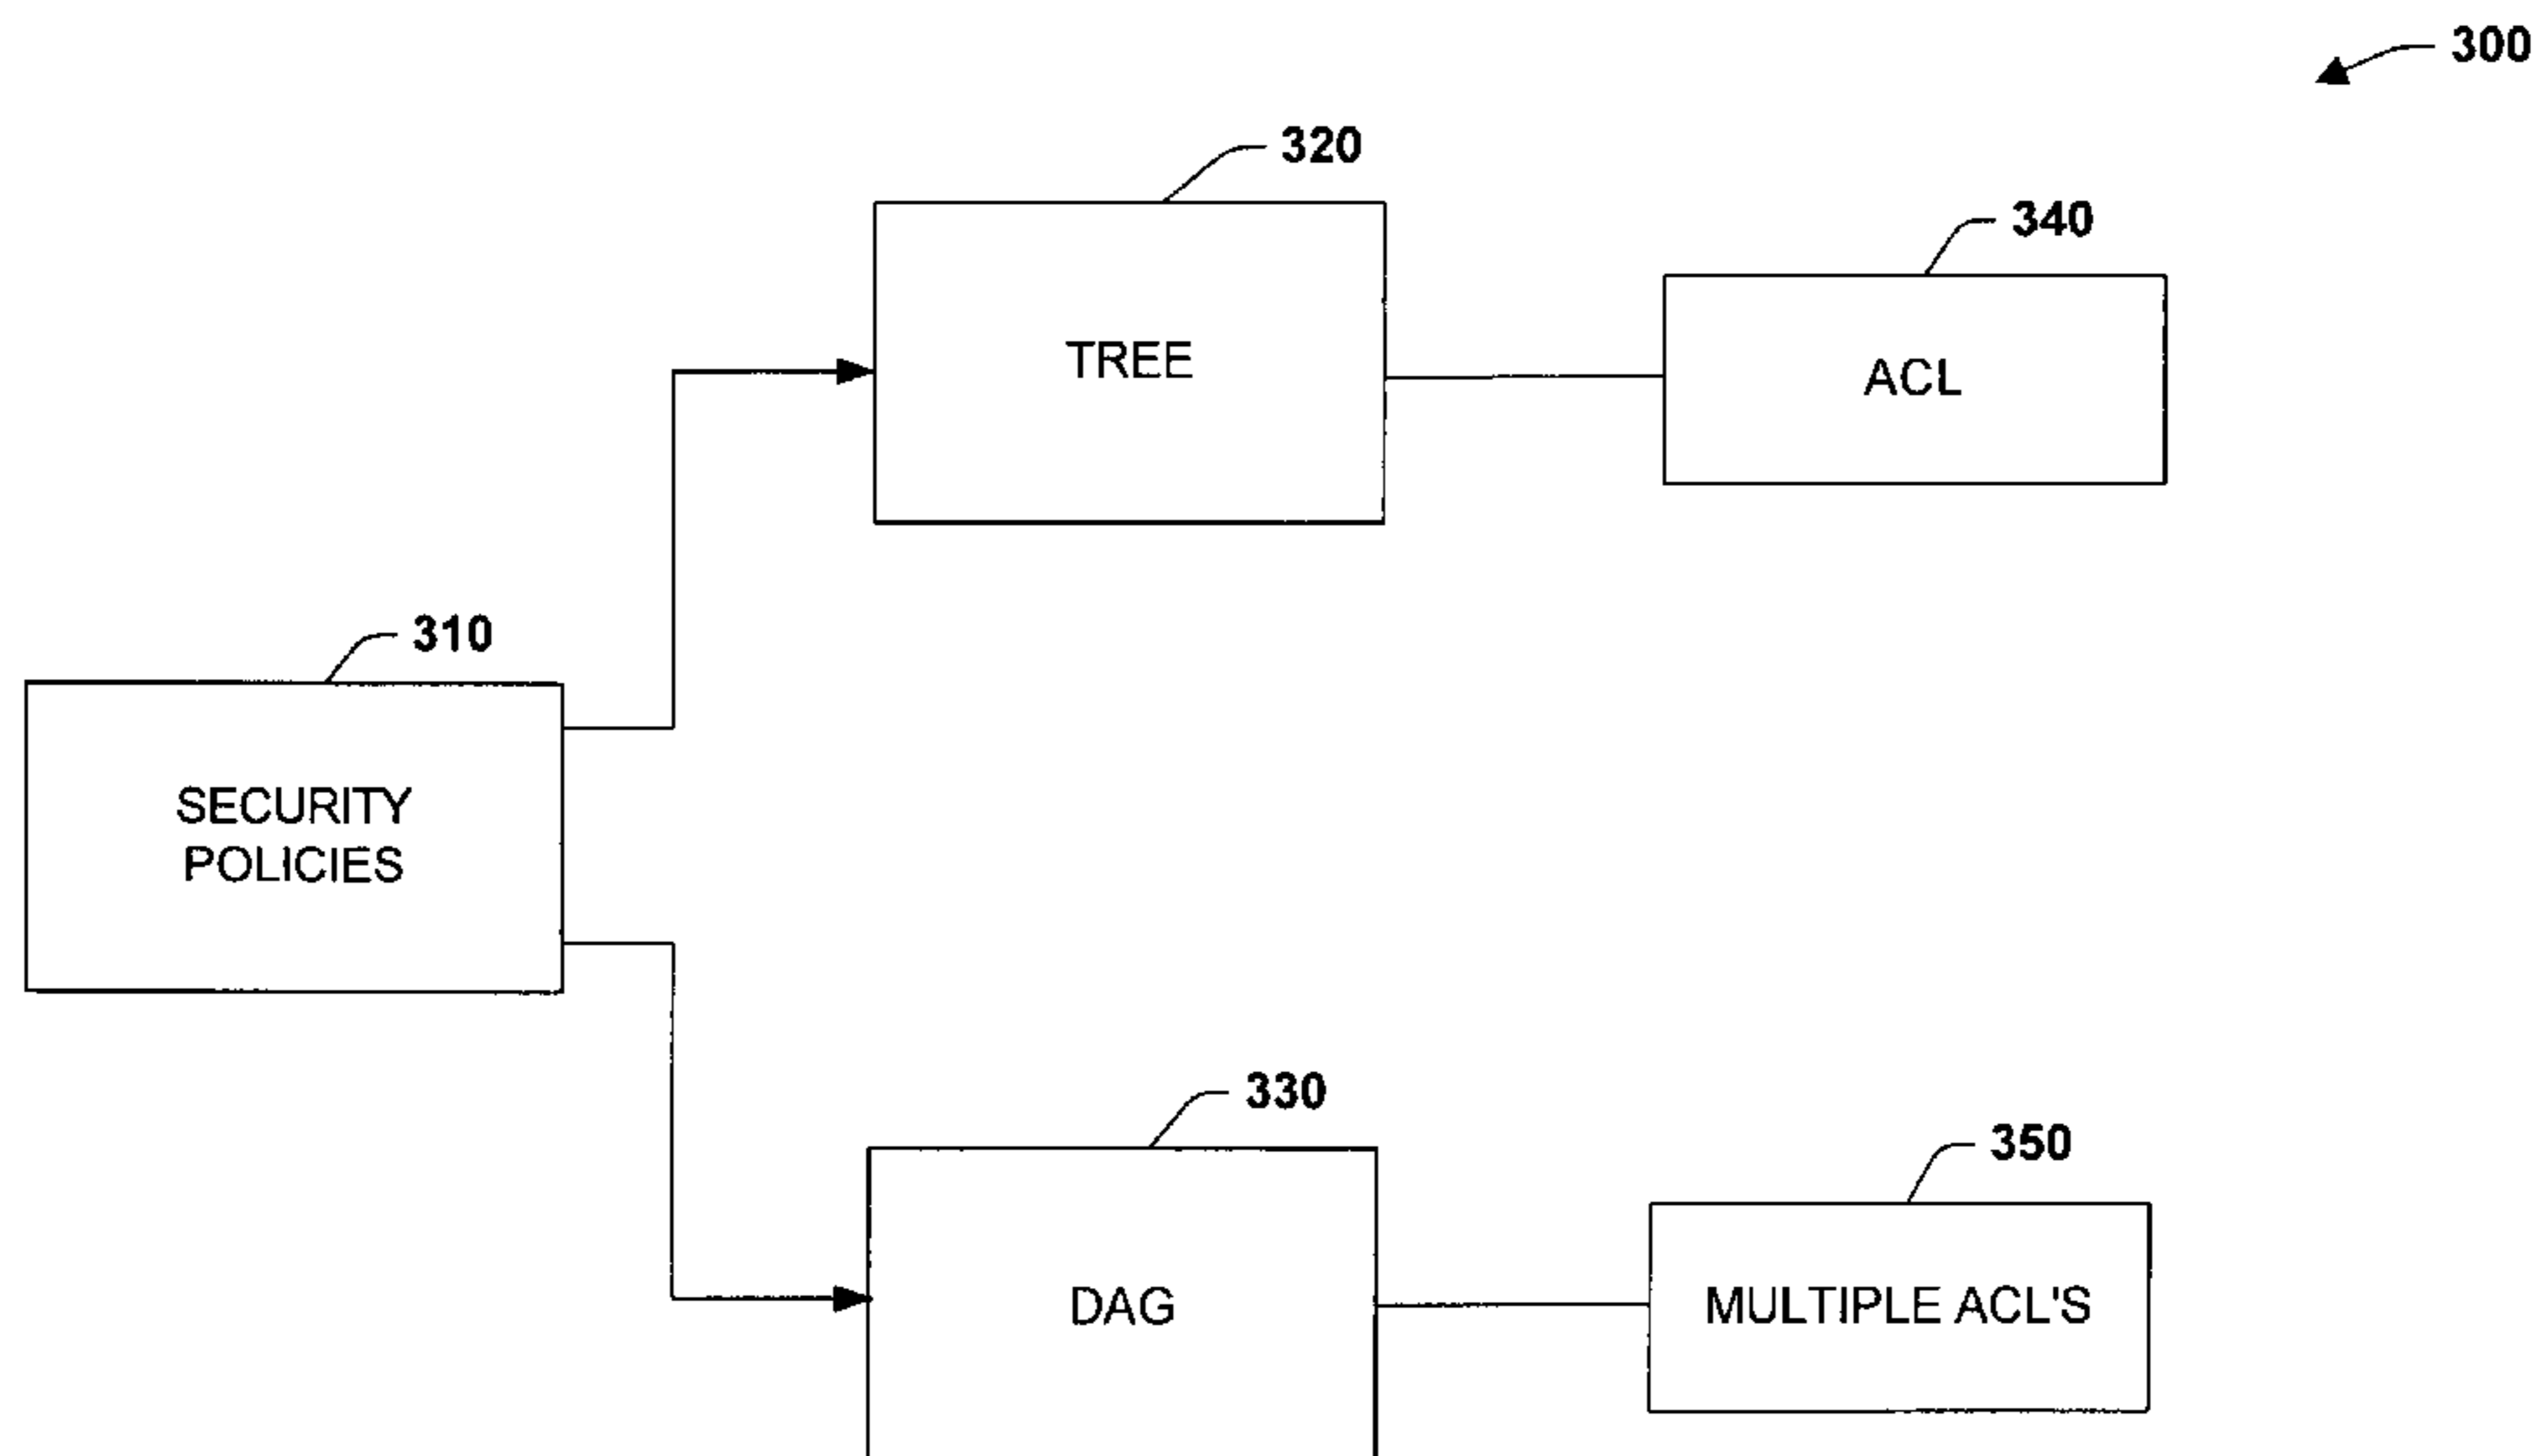 300
320
340
TREE
ACL
310
SECURITY
POLICIES
330
350
DAG
MULTIPLE ACL'S